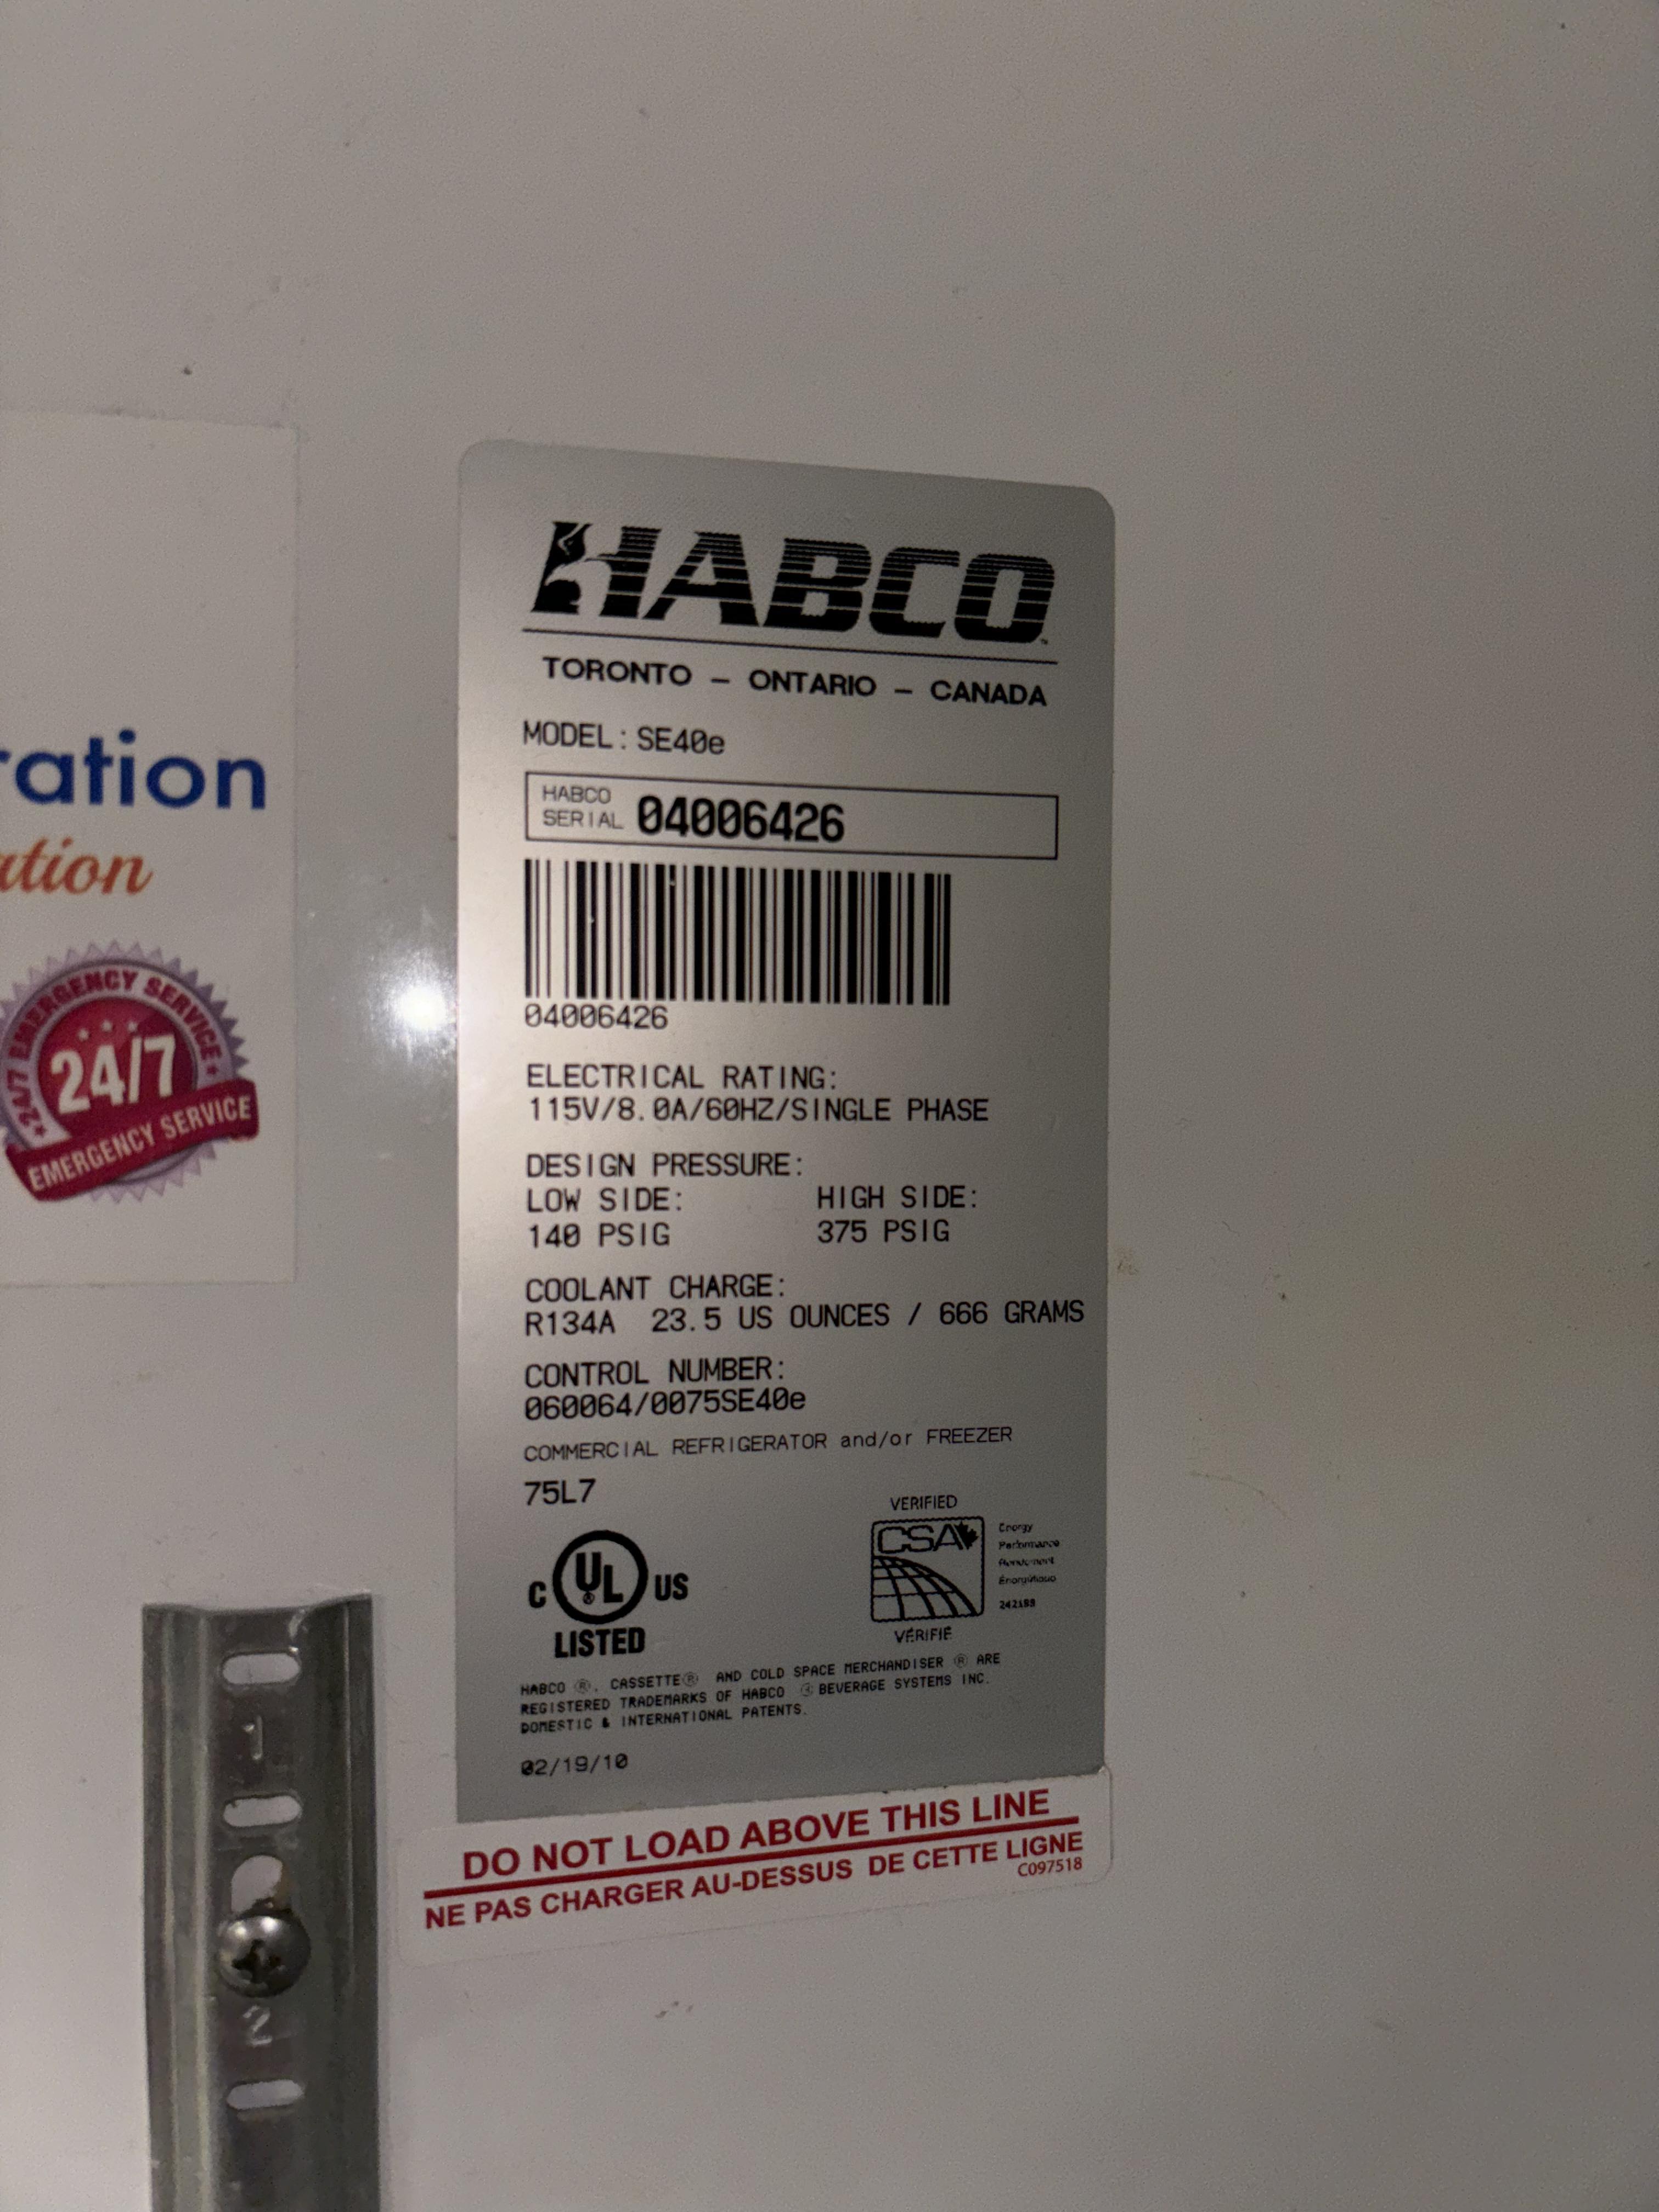 HABCO
TORONTO - ONTARIO - CANADA
MODEL: SE40e
HABCO
SERIAL 04006426
04006426
ELECTRICAL RATING:
115V/8.0A/60HZ/SINGLE PHASE
DESIGN PRESSURE:
LOW SIDE: HIGH SIDE:
140 PSIG 375 PSIG
COOLANT CHARGE:
R134A 23.5 US OUNCES / 666 GRAMS
CONTROL NUMBER:
060064/0075SE40e
COMMERCIAL REFRIGERATOR and/or FREEZER
75L7
C UL® US
LISTED
VERIFIED
CSA
Energy
Performance
Rendement
Énergétique
VÉRIFIÉ
HABCO ®, CASSETTE® AND COLD SPACE MERCHANDISER ® ARE
REGISTERED TRADEMARKS OF HABCO BEVERAGE SYSTEMS INC.
DOMESTIC & INTERNATIONAL PATENTS.
02/19/10
DO NOT LOAD ABOVE THIS LINE
NE PAS CHARGER AU-DESSUS DE CETTE LIGNE
C097518
ration
ation
24/7 EMERGENCY SERVICE
24/7
EMERGENCY SERVICE
1
2